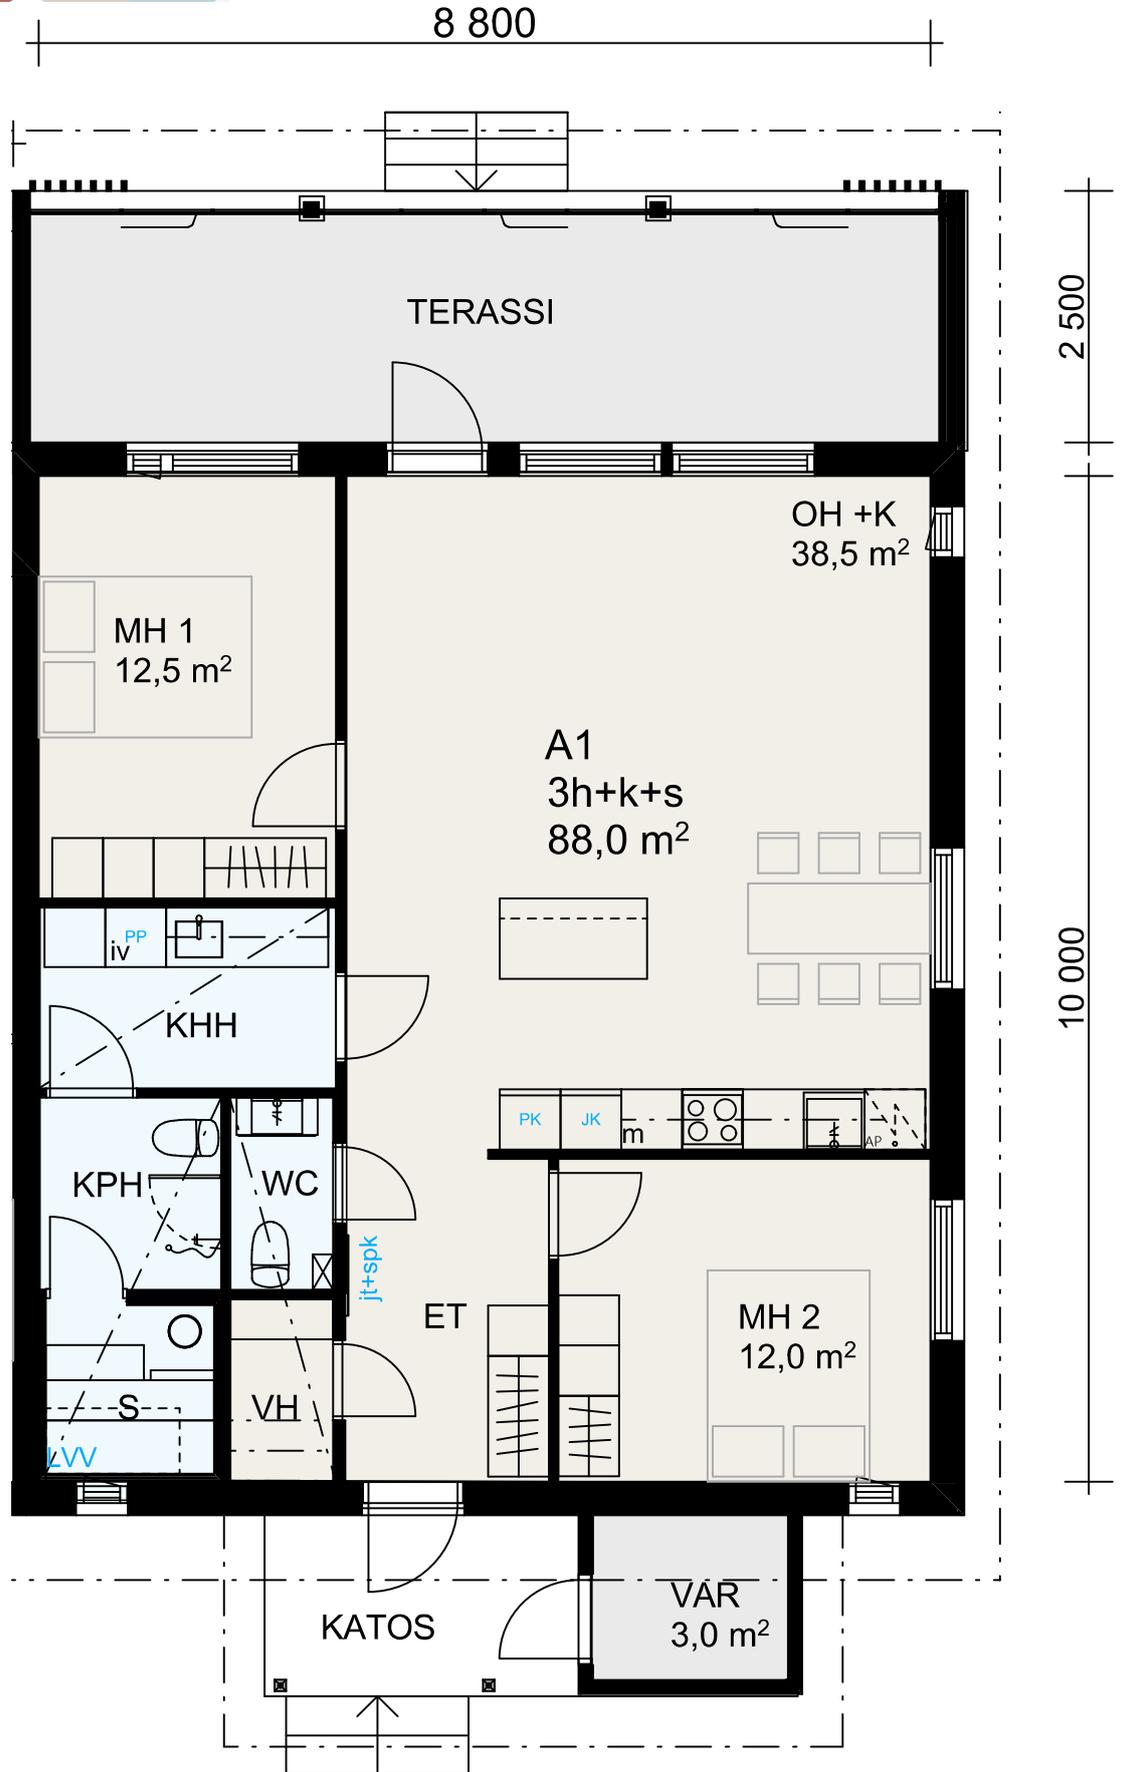 8 800
TERASSI
2 500
OH +K
38,5 m²
MH 1
12,5 m²
A1
3h+k+s
88,0 m²
10 000
PP
iv
KHH
PK
JK
m
AP
KPH
WC
jt+spk
ET
MH 2
12,0 m²
S
VH
LVV
VAR
3,0 m²
KATOS